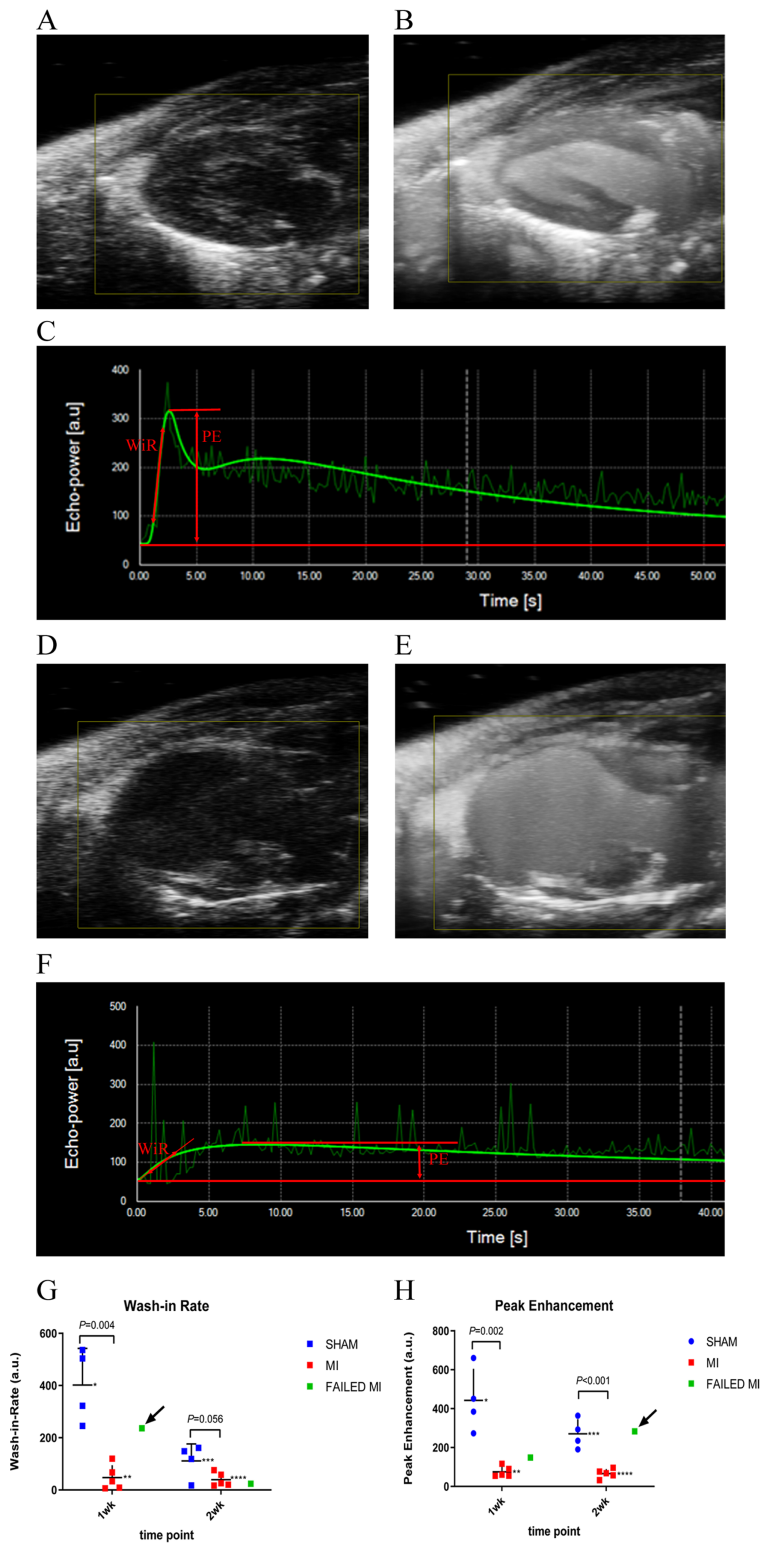 A
B
C
400
300
200
100
0
Echo-power [a.u]
WiR
PE
0.00 5.00 10.00 15.00 20.00 25.00 30.00 35.00 40.00 45.00 50.00
Time [s]
D
E
F
500
400
300
200
100
0
Echo-power [a.u]
WiR
PE
0.00 5.00 10.00 15.00 20.00 25.00 30.00 35.00 40.00
Time [s]
G
Wash-in Rate
P=0.004
600
400
200
0
Wash-in-Rate (a.u.)
*
**
P=0.056
***
****
SHAM
MI
FAILED MI
1wk
2wk
time point
H
Peak Enhancement
P=0.002
800
600
400
200
0
Peak Enhancement (a.u.)
*
**
P<0.001
***
****
SHAM
MI
FAILED MI
1wk
2wk
time point